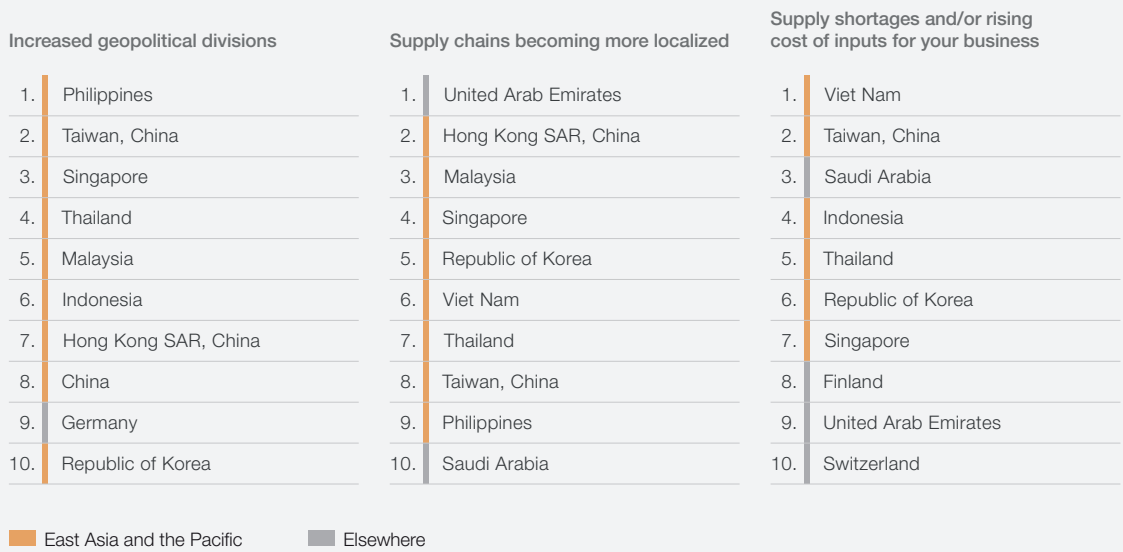 Increased geopolitical divisions
1. Philippines
2. Taiwan, China
3. Singapore
4. Thailand
5. Malaysia
6. Indonesia
7. Hong Kong SAR, China
8. China
9. Germany
10. Republic of Korea
Supply chains becoming more localized
1. United Arab Emirates
2. Hong Kong SAR, China
3. Malaysia
4. Singapore
5. Republic of Korea
6. Viet Nam
7. Thailand
8. Taiwan, China
9. Philippines
10. Saudi Arabia
Supply shortages and/or rising
cost of inputs for your business
1. Viet Nam
2. Taiwan, China
3. Saudi Arabia
4. Indonesia
5. Thailand
6. Republic of Korea
7. Singapore
8. Finland
9. United Arab Emirates
10. Switzerland
East Asia and the Pacific
Elsewhere